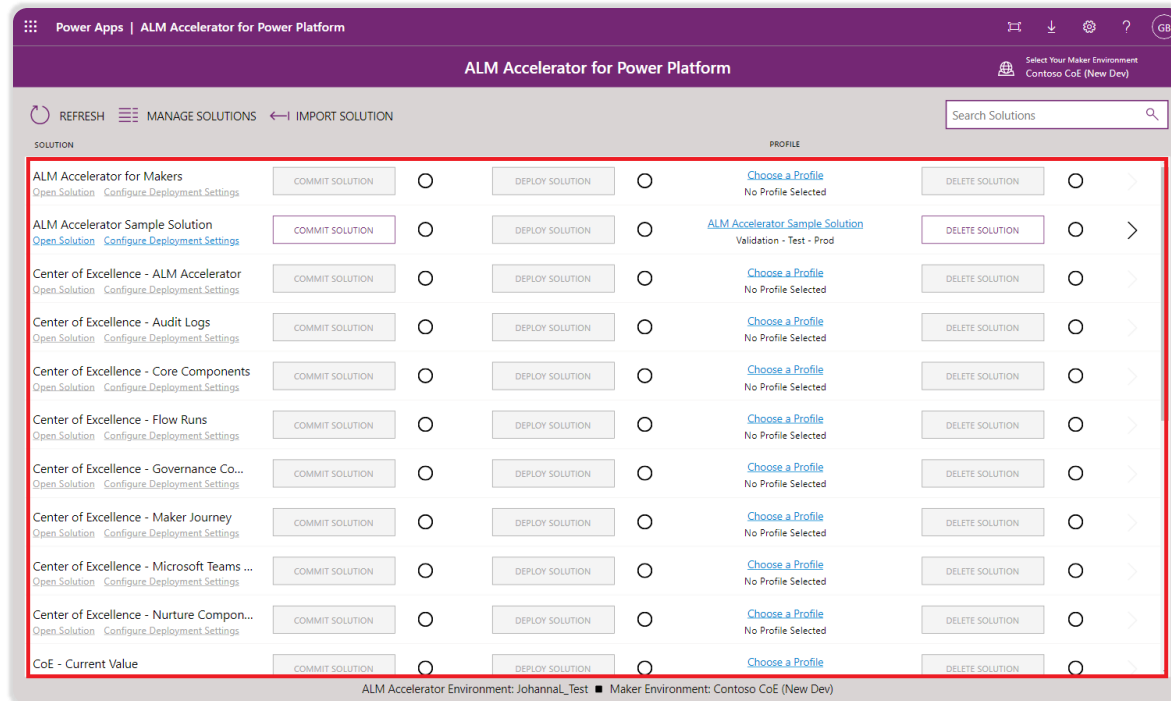 Power Apps | ALM Accelerator for Power Platform ? GB
ALM Accelerator for Power Platform
Select Your Maker Environment
Contoso CoE (New Dev)
REFRESH MANAGE SOLUTIONS IMPORT SOLUTION Search Solutions
SOLUTION PROFILE
ALM Accelerator for Makers COMMIT SOLUTION DEPLOY SOLUTION Choose a Profile DELETE SOLUTION
Open Solution Configure Deployment Settings No Profile Selected
ALM Accelerator Sample Solution COMMIT SOLUTION DEPLOY SOLUTION ALM Accelerator Sample Solution DELETE SOLUTION
Open Solution Configure Deployment Settings Validation - Test - Prod
Center of Excellence - ALM Accelerator COMMIT SOLUTION DEPLOY SOLUTION Choose a Profile DELETE SOLUTION
Open Solution Configure Deployment Settings No Profile Selected
Center of Excellence - Audit Logs COMMIT SOLUTION DEPLOY SOLUTION Choose a Profile DELETE SOLUTION
Open Solution Configure Deployment Settings No Profile Selected
Center of Excellence - Core Components COMMIT SOLUTION DEPLOY SOLUTION Choose a Profile DELETE SOLUTION
Open Solution Configure Deployment Settings No Profile Selected
Center of Excellence - Flow Runs COMMIT SOLUTION DEPLOY SOLUTION Choose a Profile DELETE SOLUTION
Open Solution Configure Deployment Settings No Profile Selected
Center of Excellence - Governance Co... COMMIT SOLUTION DEPLOY SOLUTION Choose a Profile DELETE SOLUTION
Open Solution Configure Deployment Settings No Profile Selected
Center of Excellence - Maker Journey COMMIT SOLUTION DEPLOY SOLUTION Choose a Profile DELETE SOLUTION
Open Solution Configure Deployment Settings No Profile Selected
Center of Excellence - Microsoft Teams ... COMMIT SOLUTION DEPLOY SOLUTION Choose a Profile DELETE SOLUTION
Open Solution Configure Deployment Settings No Profile Selected
Center of Excellence - Nurture Compon... COMMIT SOLUTION DEPLOY SOLUTION Choose a Profile DELETE SOLUTION
Open Solution Configure Deployment Settings No Profile Selected
CoE - Current Value COMMIT SOLUTION DEPLOY SOLUTION Choose a Profile DELETE SOLUTION
ALM Accelerator Environment: JohannaL_Test ■ Maker Environment: Contoso CoE (New Dev)